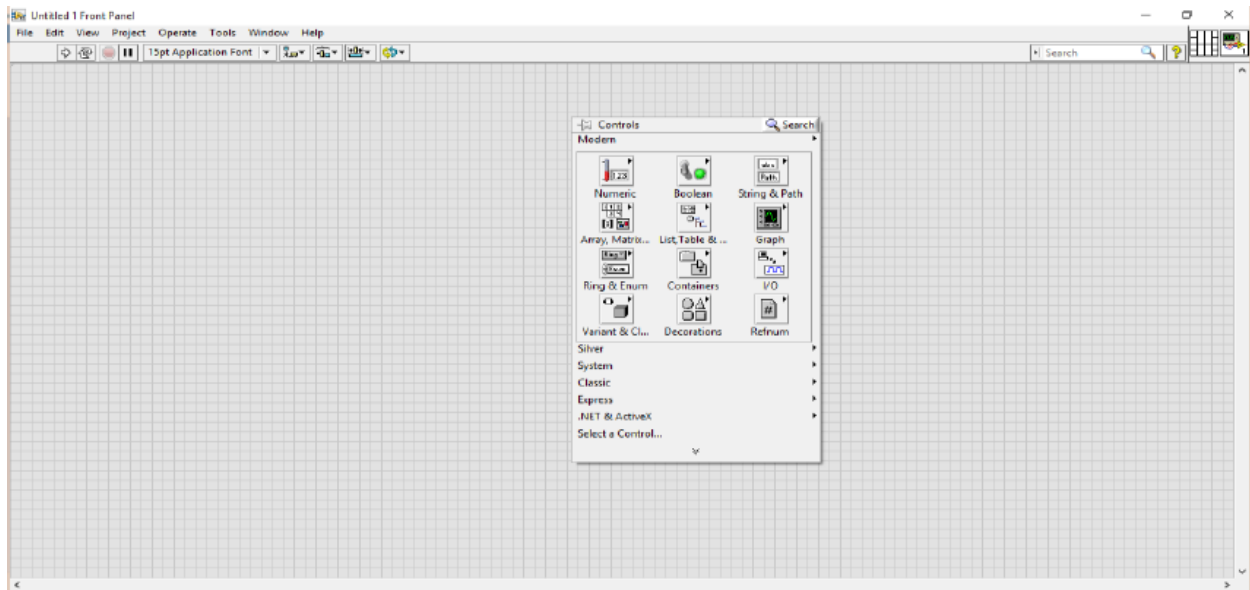 Untitled 1 Front Panel
File Edit View Project Operate Tools Window Help
15pt Application Font
Search
?
Controls Search
Modern
Numeric Boolean String & Path
Array, Matrix... List, Table & ... Graph
Ring & Enum Containers I/O
Variant & Cl... Decorations Refnum
Silver
System
Classic
Express
.NET & ActiveX
Select a Control...